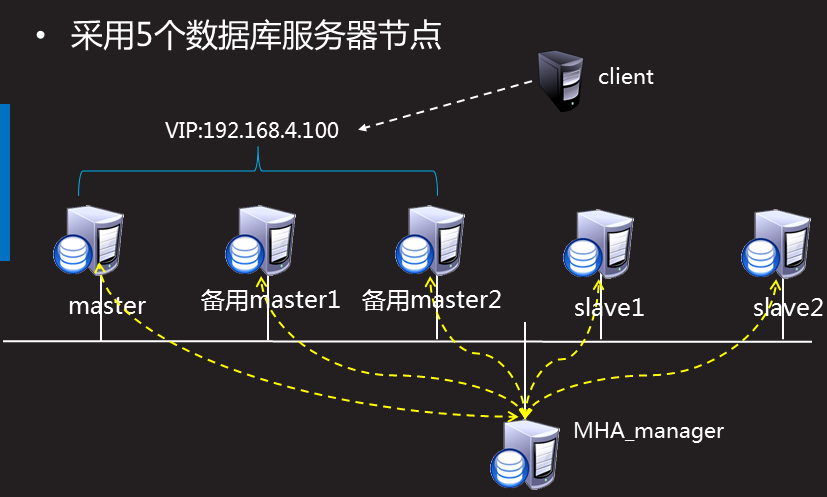 • 采用5个数据库服务器节点
client
VIP:192.168.4.100
master
备用master1
备用master2
slave1
slave2
MHA_manager